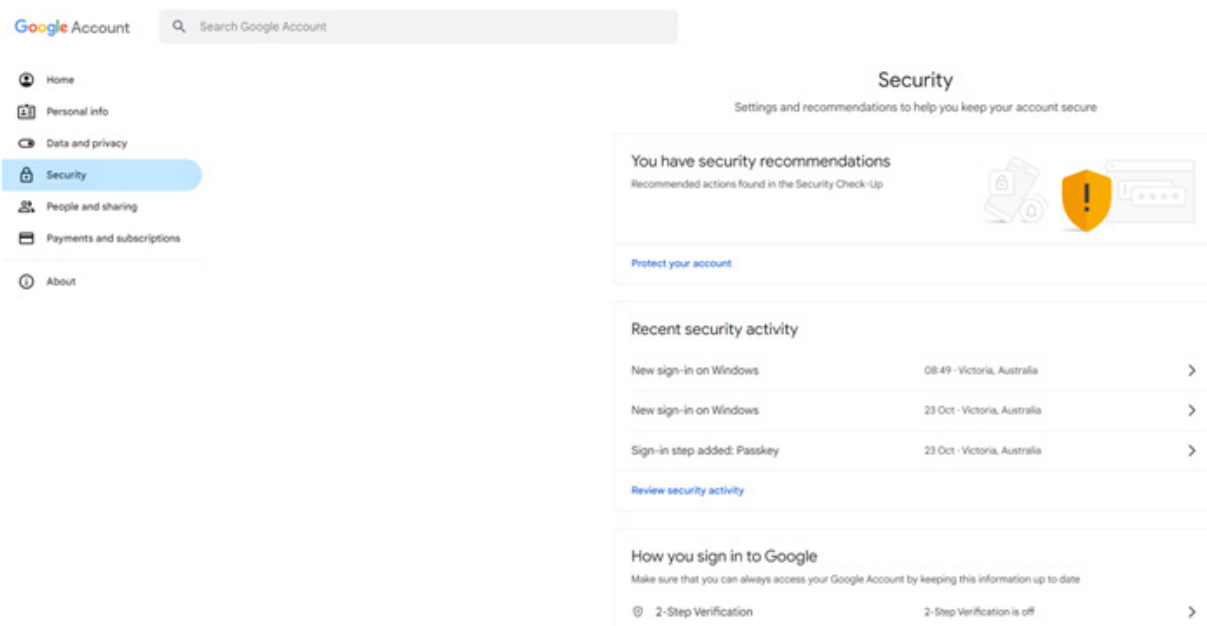 Google Account
Search Google Account
Home
Personal info
Data and privacy
Security
People and sharing
Payments and subscriptions
About
Security
Settings and recommendations to help you keep your account secure
You have security recommendations
Recommended actions found in the Security Check-Up
Protect your account
Recent security activity
New sign-in on Windows 08:49 · Victoria, Australia
New sign-in on Windows 23 Oct · Victoria, Australia
Sign-in step added: Passkey 23 Oct · Victoria, Australia
Review security activity
How you sign in to Google
Make sure that you can always access your Google Account by keeping this information up to date
2-Step Verification 2-Step Verification is off